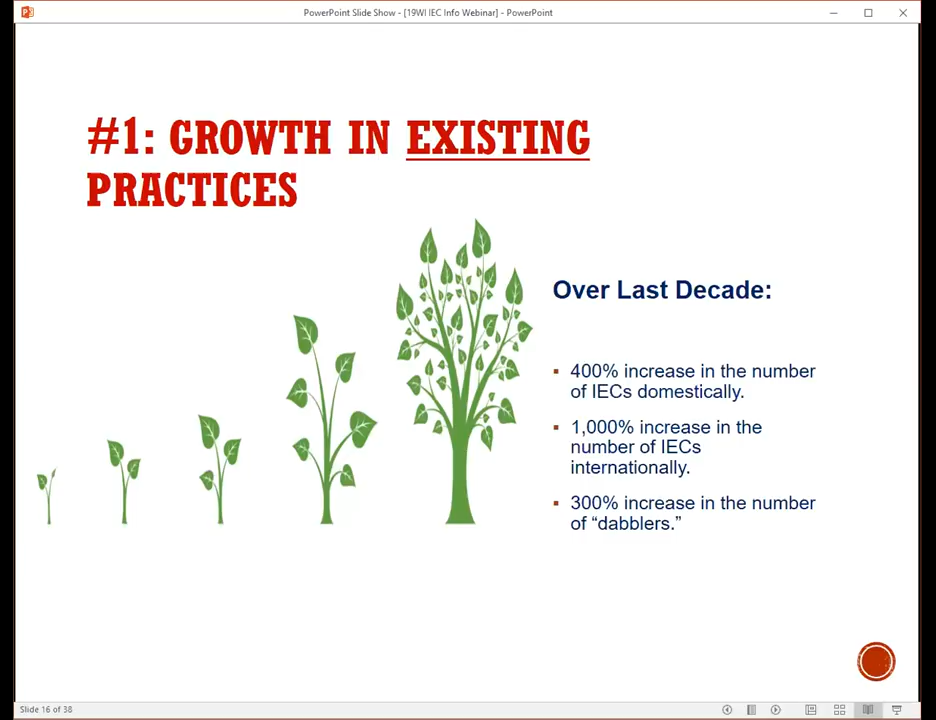 PowerPoint Slide Show - [19WI IEC Info Webinar] - PowerPoint
#1: GROWTH IN EXISTING
PRACTICES
Over Last Decade:
▪ 400% increase in the number
of IECs domestically.
▪ 1,000% increase in the
number of IECs
internationally.
▪ 300% increase in the number
of “dabblers.”
Slide 16 of 38